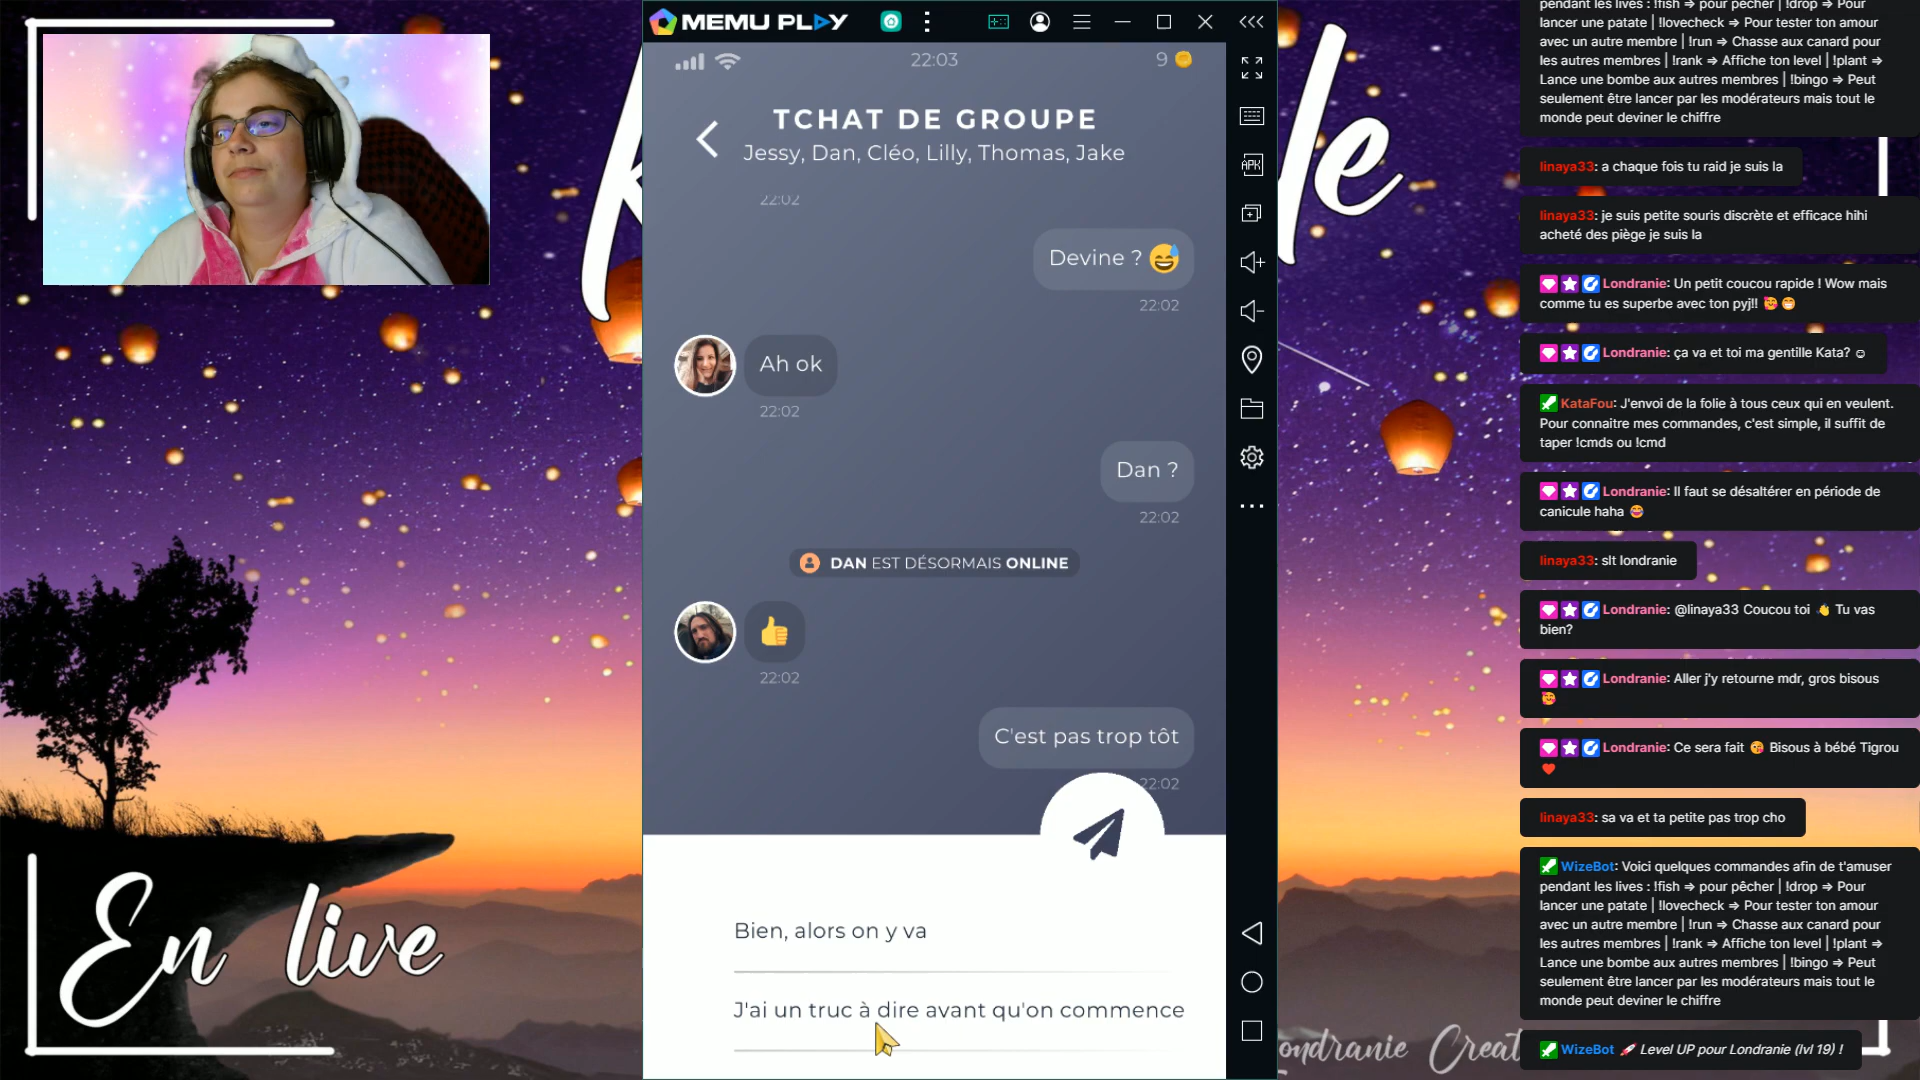 MEMU PLAY
22:03
9
TCHAT DE GROUPE
Jessy, Dan, Cléo, Lilly, Thomas, Jake
22:02
Devine ? 😅
22:02
Ah ok
22:02
Dan ?
22:02
DAN EST DÉSORMAIS ONLINE
👍
22:02
C'est pas trop tôt
22:02
Bien, alors on y va
J'ai un truc à dire avant qu'on commence
APK
En live
pendant les lives : !fish => pour pêcher | !drop => Pour
lancer une patate | !lovecheck => Pour tester ton amour
avec un autre membre | !run => Chasse aux canard pour
les autres membres | !rank => Affiche ton level | !plant =>
Lance une bombe aux autres membres | !bingo => Peut
seulement être lancer par les modérateurs mais tout le
monde peut deviner le chiffre
linaya33: a chaque fois tu raid je suis la
linaya33: je suis petite souris discrète et efficace hihi
acheté des piège je suis la
Londranie: Un petit coucou rapide ! Wow mais
comme tu es superbe avec ton pyj!! 🥰 😁
Londranie: ça va et toi ma gentille Kata? ☺
KataFou: J'envoi de la folie à tous ceux qui en veulent.
Pour connaitre mes commandes, c'est simple, il suffit de
taper !cmds ou !cmd
Londranie: Il faut se désaltérer en période de
canicule haha 😂
linaya33: slt londranie
Londranie: @linaya33 Coucou toi 👋 Tu vas
bien?
Londranie: Aller j'y retourne mdr, gros bisous
🥰
Londranie: Ce sera fait 😘 Bisous à bébé Tigrou
♥
linaya33: sa va et ta petite pas trop cho
WizeBot: Voici quelques commandes afin de t'amuser
pendant les lives : !fish => pour pêcher | !drop => Pour
lancer une patate | !lovecheck => Pour tester ton amour
avec un autre membre | !run => Chasse aux canard pour
les autres membres | !rank => Affiche ton level | !plant =>
Lance une bombe aux autres membres | !bingo => Peut
seulement être lancer par les modérateurs mais tout le
monde peut deviner le chiffre
WizeBot 🚀 Level UP pour Londranie (lvl 19) !